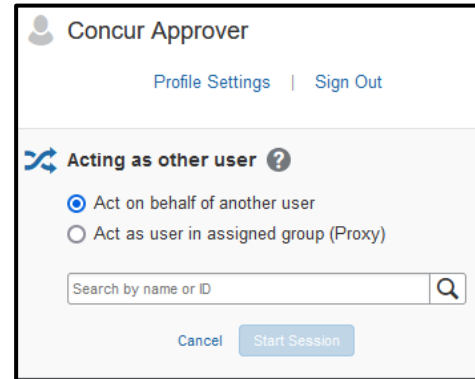 Concur Approver
Profile Settings | Sign Out
Acting as other user ?
Act on behalf of another user
Act as user in assigned group (Proxy)
Search by name or ID
Cancel Start Session